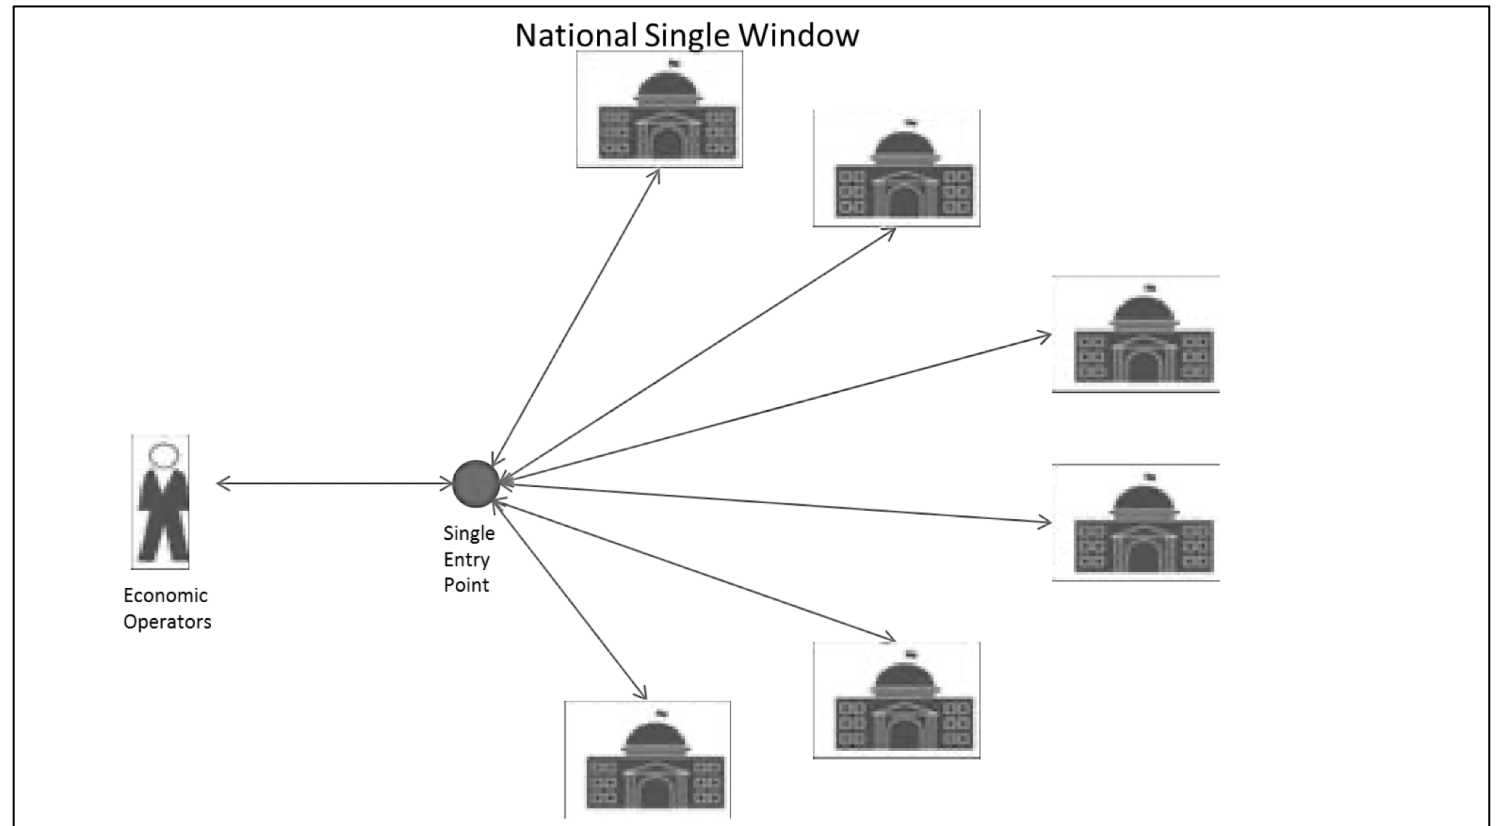 National Single Window
Single
Entry
Point
Economic
Operators